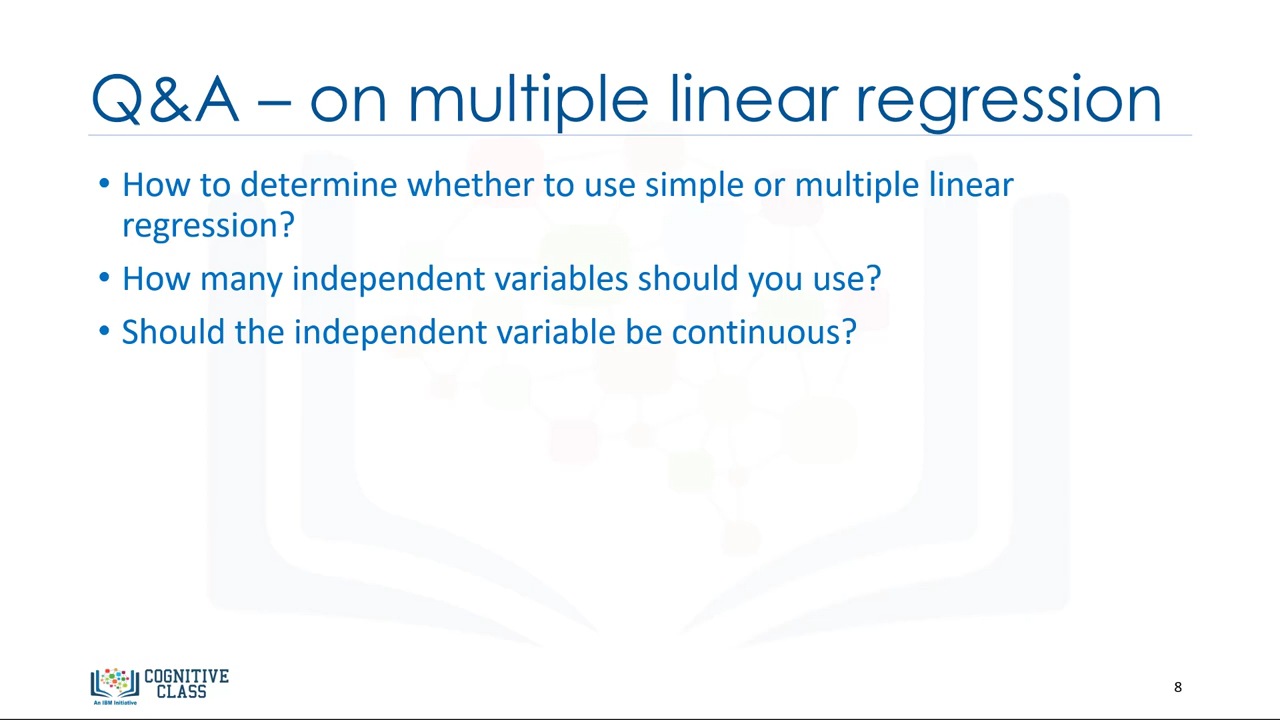 Q&A – on multiple linear regression
• How to determine whether to use simple or multiple linear
regression?
• How many independent variables should you use?
• Should the independent variable be continuous?
COGNITIVE
CLASS
An IBM Initiative
8